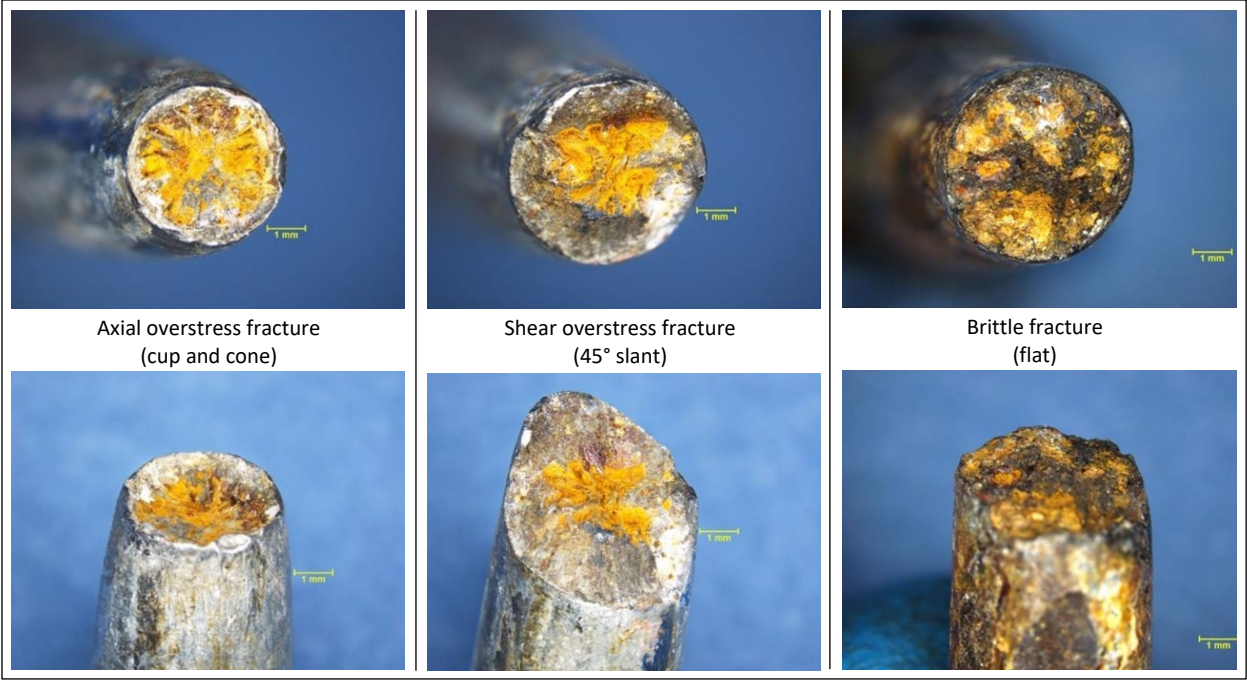 1 mm
1 mm
1 mm
Axial overstress fracture
(cup and cone)
Shear overstress fracture
(45° slant)
Brittle fracture
(flat)
1 mm
1 mm
1 mm